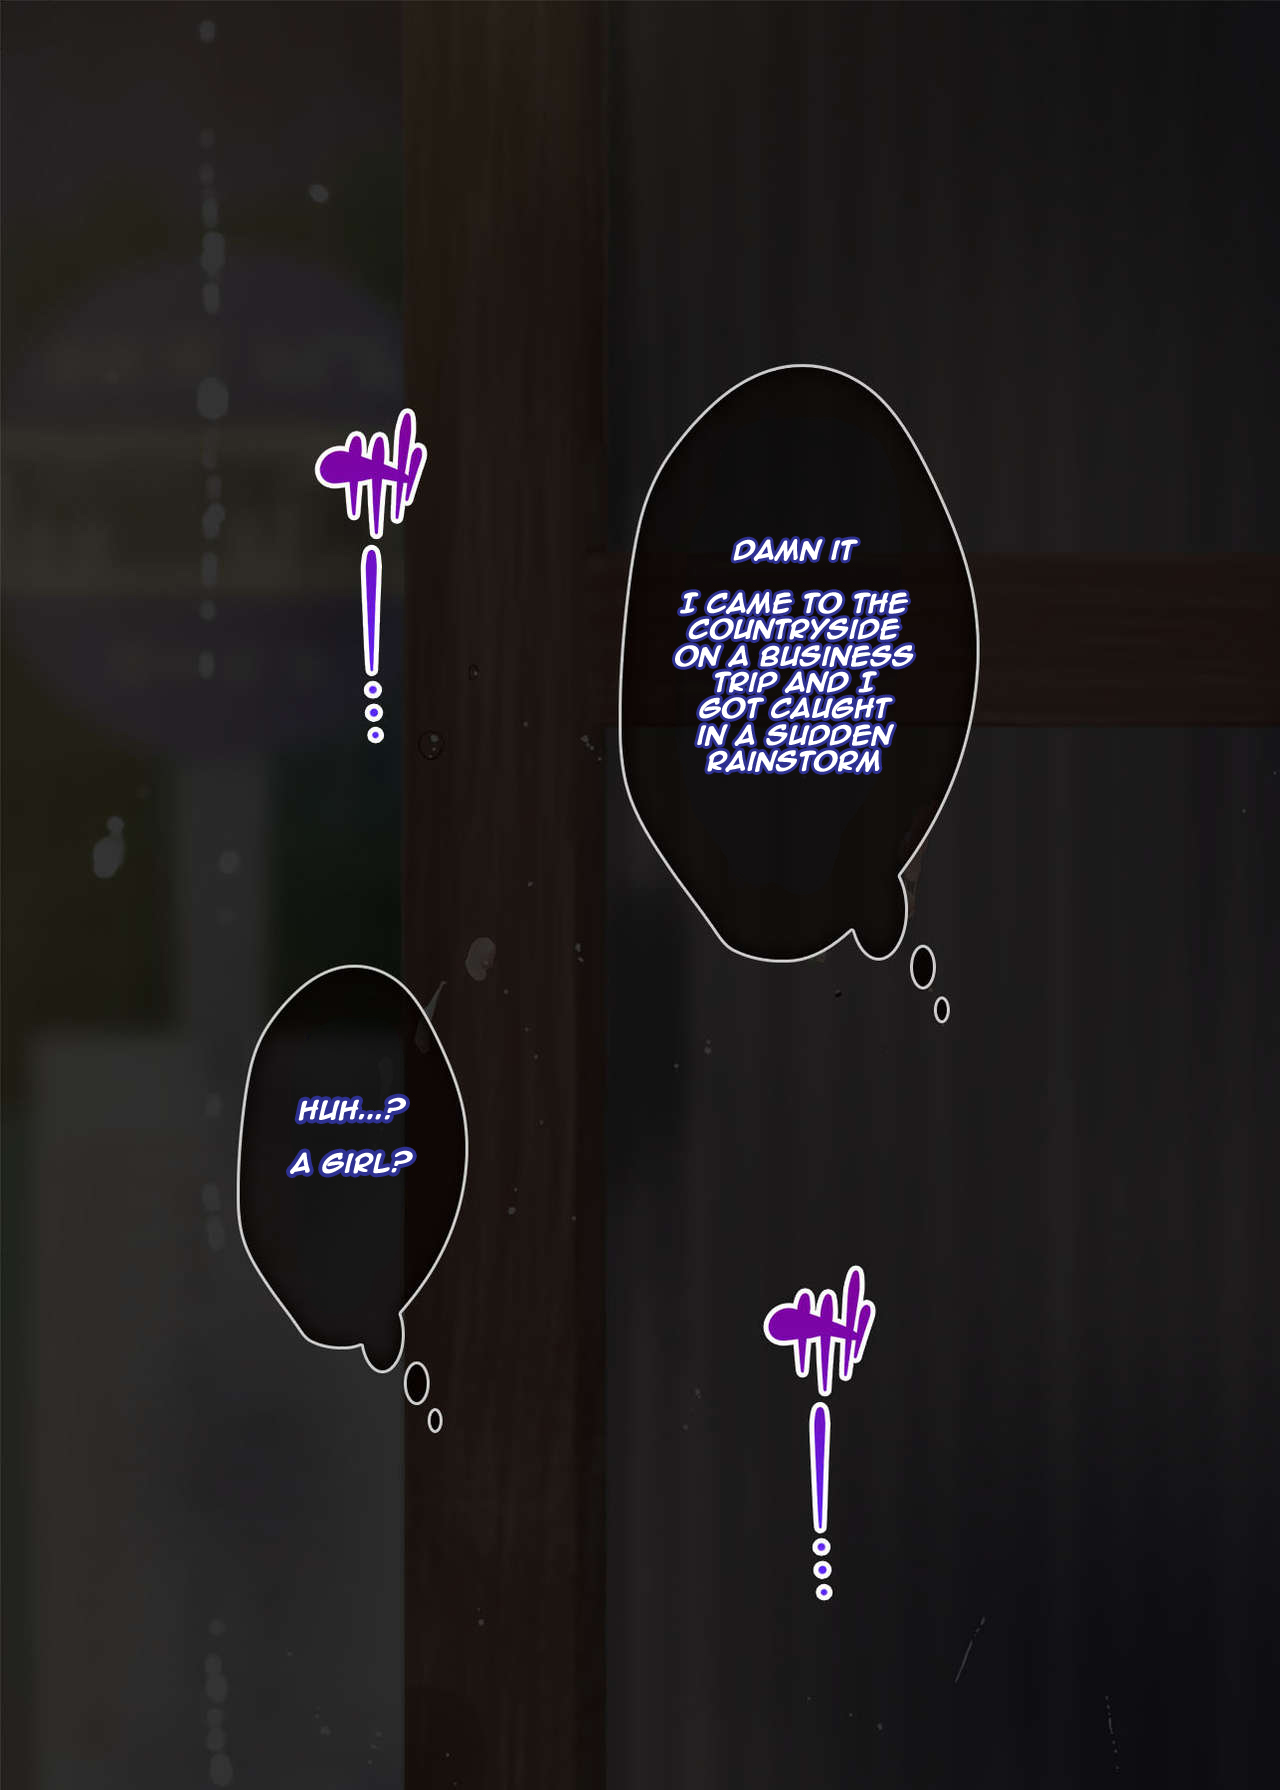 DAMN IT
I CAME TO THE
COUNTRYSIDE
ON A BUSINESS
TRIP AND I
GOT CAUGHT
IN A SUDDEN
RAINSTORM
HUH...?
A GIRL?